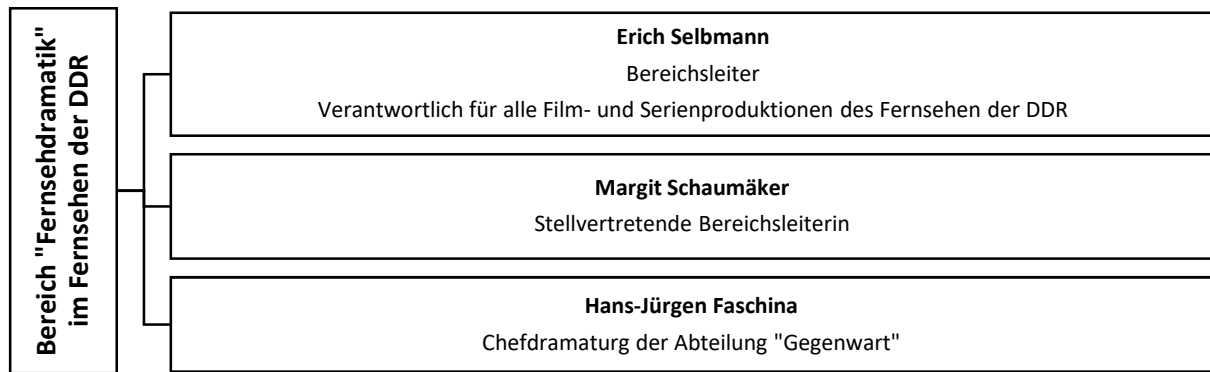 Bereich "Fernsehdramatik"
im Fernsehen der DDR
Erich Selbmann
Bereichsleiter
Verantwortlich für alle Film- und Serienproduktionen des Fernsehen der DDR
Margit Schaumäker
Stellvertretende Bereichsleiterin
Hans-Jürgen Faschina
Chefdramaturg der Abteilung "Gegenwart"